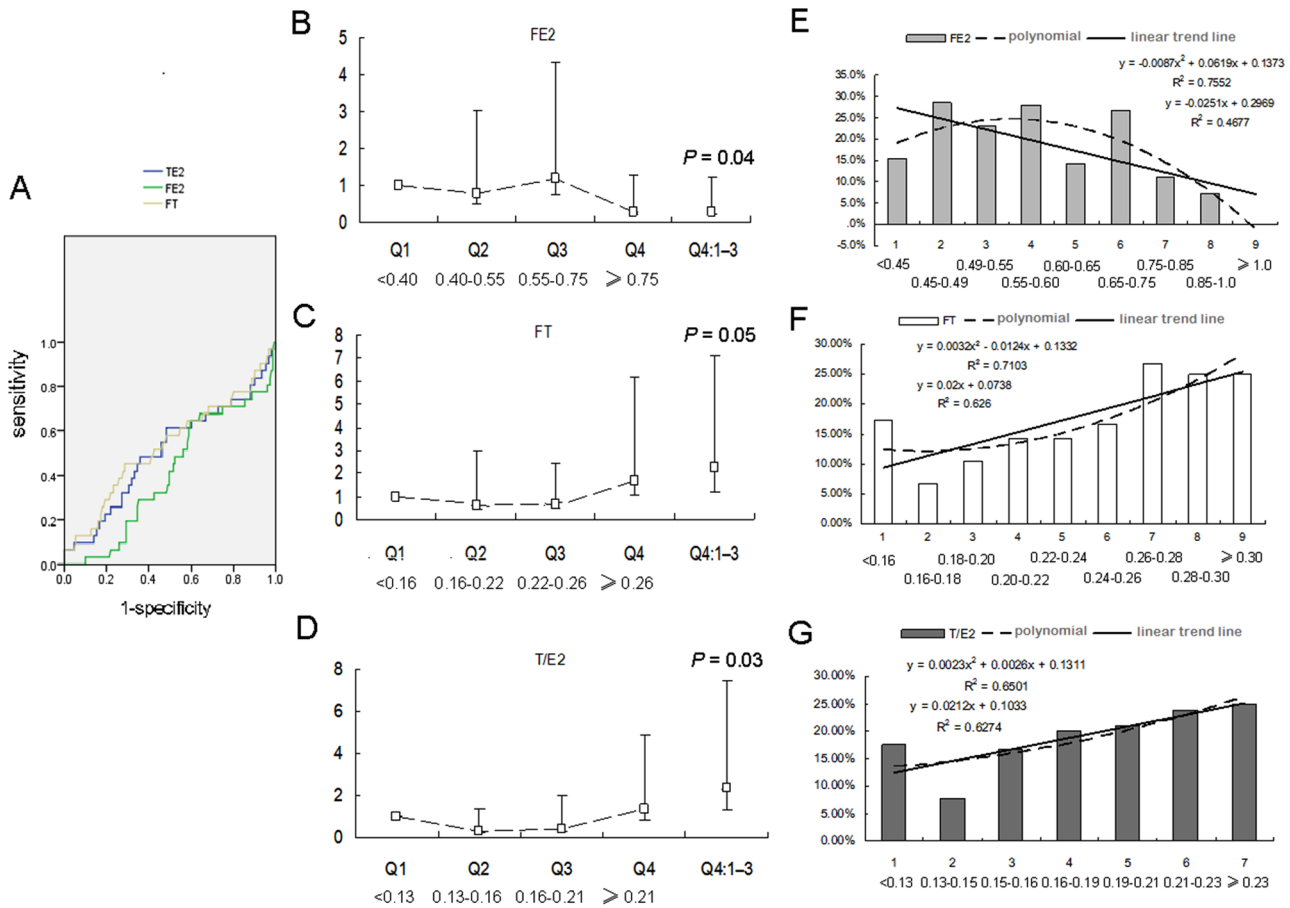 A
TE2
FE2
FT
sensitivity
1.0
0.8
0.6
0.4
0.2
0.0
0.0 0.2 0.4 0.6 0.8 1.0
1-specificity
B
FE2
5
4
3
2
1
0
P = 0.04
Q1 Q2 Q3 Q4 Q4:1–3
<0.40 0.40-0.55 0.55-0.75 ⩾ 0.75
C
FT
8
7
6
5
4
3
2
1
0
P = 0.05
Q1 Q2 Q3 Q4 Q4:1–3
<0.16 0.16-0.22 0.22-0.26 ⩾ 0.26
D
T/E2
8
6
4
2
0
P = 0.03
Q1 Q2 Q3 Q4 Q4:1–3
<0.13 0.13-0.16 0.16-0.21 ⩾ 0.21
E
FE2 polynomial linear trend line
y = -0.0087x² + 0.0619x + 0.1373
R² = 0.7552
y = -0.0251x + 0.2969
R² = 0.4677
35.0%
30.0%
25.0%
20.0%
15.0%
10.0%
5.0%
.0%
-5.0%
1 2 3 4 5 6 7 8 9
<0.45 0.49-0.55 0.60-0.65 0.75-0.85 ⩾ 1.0
0.45-0.49 0.55-0.60 0.65-0.75 0.85-1.0
F
FT polynomial linear trend line
y = 0.0032x² - 0.0124x + 0.1332
R² = 0.7103
y = 0.02x + 0.0738
R² = 0.626
30.00%
25.00%
20.00%
15.00%
10.00%
5.00%
0.00%
1 2 3 4 5 6 7 8 9
<0.16 0.18-0.20 0.22-0.24 0.26-0.28 ⩾ 0.30
0.16-0.18 0.20-0.22 0.24-0.26 0.28-0.30
G
T/E2 polynomial linear trend line
y = 0.0023x² + 0.0026x + 0.1311
R² = 0.6501
y = 0.0212x + 0.1033
R² = 0.6274
30.00%
25.00%
20.00%
15.00%
10.00%
5.00%
0.00%
1 2 3 4 5 6 7
<0.13 0.13-0.15 0.15-0.16 0.16-0.19 0.19-0.21 0.21-0.23 ⩾ 0.23